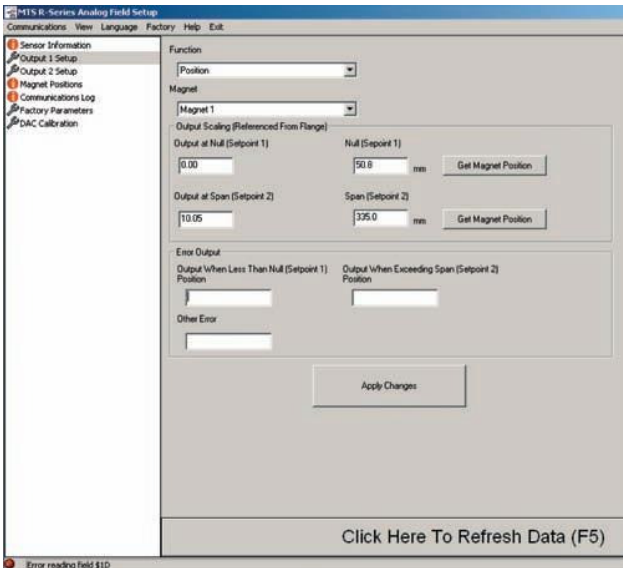 MTS R-Series Analog Field Setup
Communications View Language Factory Help Exit
Sensor Information
Output 1 Setup
Output 2 Setup
Magnet Positions
Communications Log
Factory Parameters
DAC Calibration
Function
Position
Magnet
Magnet 1
Output Scaling (Referenced From Flange)
Output at Null (Setpoint 1) Null (Sepoint 1)
0.00 50.8 mm Get Magnet Position
Output at Span (Setpoint 2) Span (Setpoint 2)
10.05 335.0 mm Get Magnet Position
Error Output
Output When Less Than Null (Setpoint 1) Output When Exceeding Span (Setpoint 2)
Position Position
Other Error
Apply Changes
Click Here To Refresh Data (F5)
Error reading field $1D